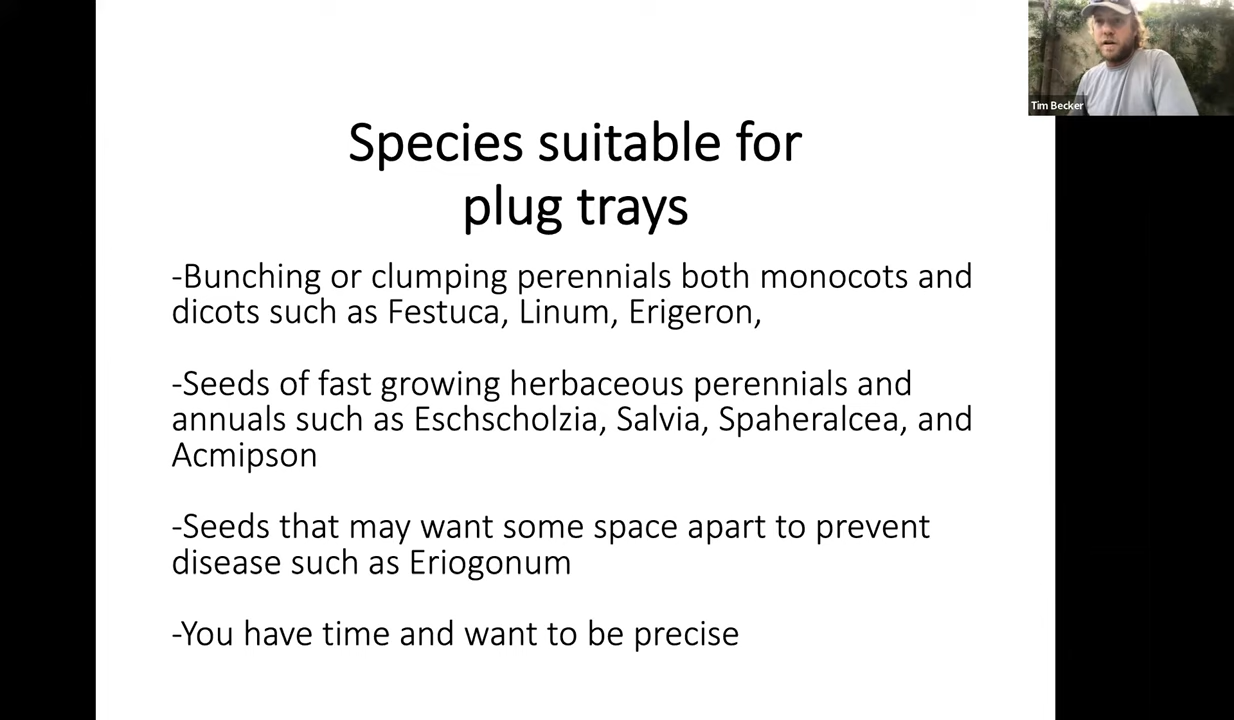 Tim Becker
Species suitable for
plug trays
-Bunching or clumping perennials both monocots and
dicots such as Festuca, Linum, Erigeron,
-Seeds of fast growing herbaceous perennials and
annuals such as Eschscholzia, Salvia, Spaheralcea, and
Acmipson
-Seeds that may want some space apart to prevent
disease such as Eriogonum
-You have time and want to be precise